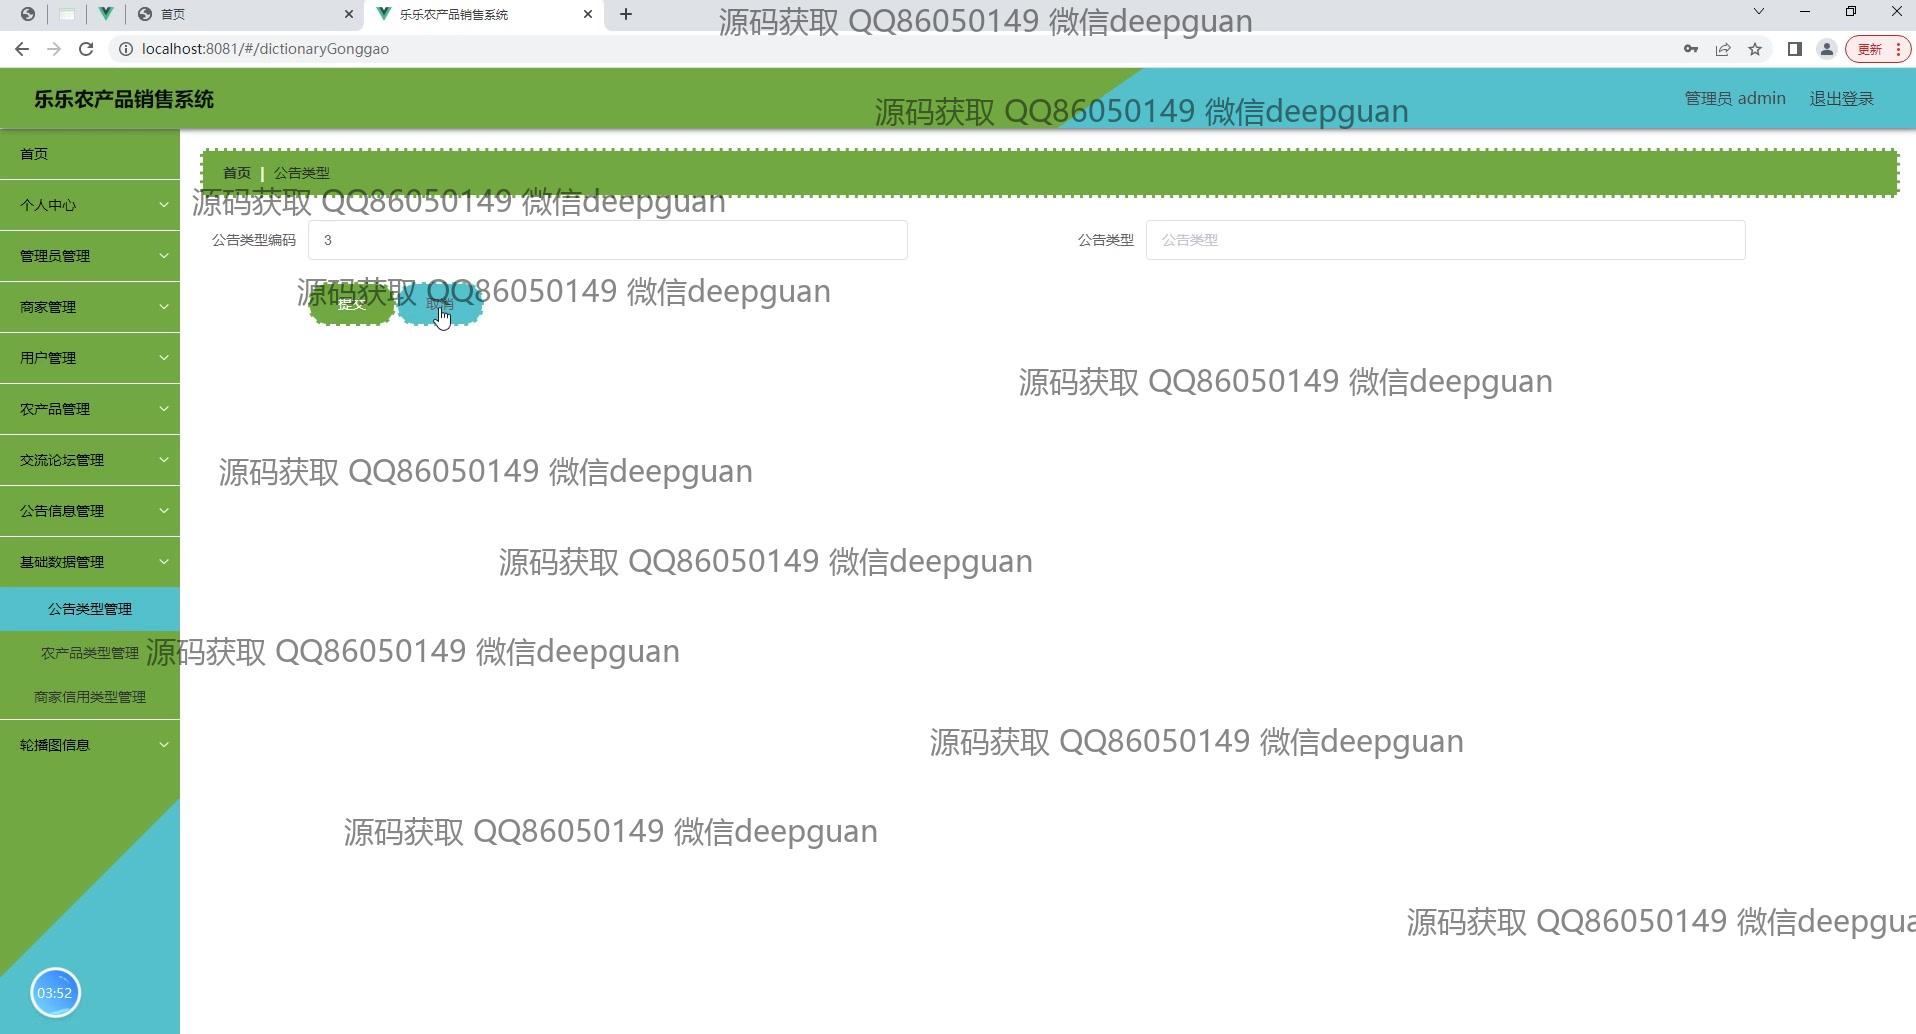 首页
乐乐农产品销售系统
源码获取 QQ86050149 微信deepguan
localhost:8081/#/dictionaryGonggao
更新
乐乐农产品销售系统
源码获取 QQ86050149 微信deepguan
管理员 admin
退出登录
首页
首页 | 公告类型
个人中心
源码获取 QQ86050149 微信deepguan
公告类型编码
3
公告类型
公告类型
管理员管理
商家管理
源码获取 QQ86050149 微信deepguan
提交
取消
用户管理
源码获取 QQ86050149 微信deepguan
农产品管理
交流论坛管理
源码获取 QQ86050149 微信deepguan
公告信息管理
基础数据管理
源码获取 QQ86050149 微信deepguan
公告类型管理
农产品类型管理
源码获取 QQ86050149 微信deepguan
商家信用类型管理
轮播图信息
源码获取 QQ86050149 微信deepguan
源码获取 QQ86050149 微信deepguan
源码获取 QQ86050149 微信deepgua
03:52